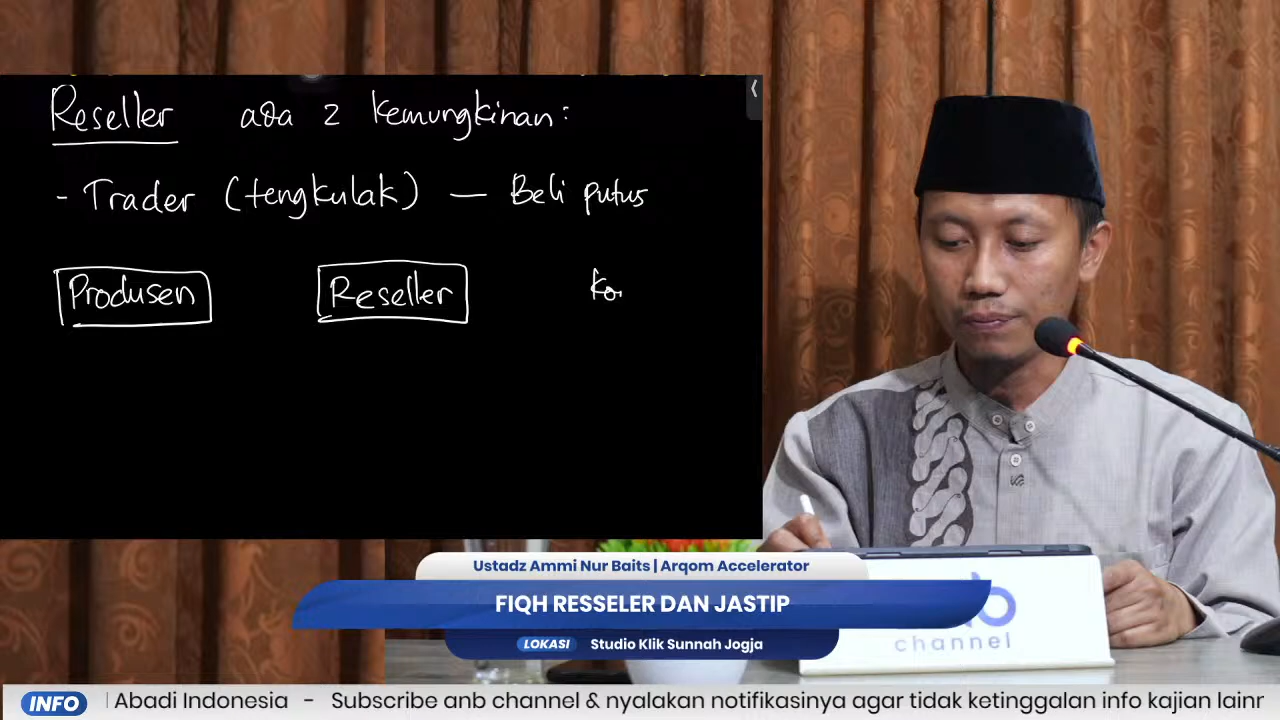 Reseller ada 2 kemungkinan:
- Trader (tengkulak) — Beli putus
Produsen Reseller Ko
Ustadz Ammi Nur Baits | Arqom Accelerator
FIQH RESSELER DAN JASTIP
LOKASI Studio Klik Sunnah Jogja
channel
INFO Abadi Indonesia - Subscribe anb channel & nyalakan notifikasinya agar tidak ketinggalan info kajian lainr